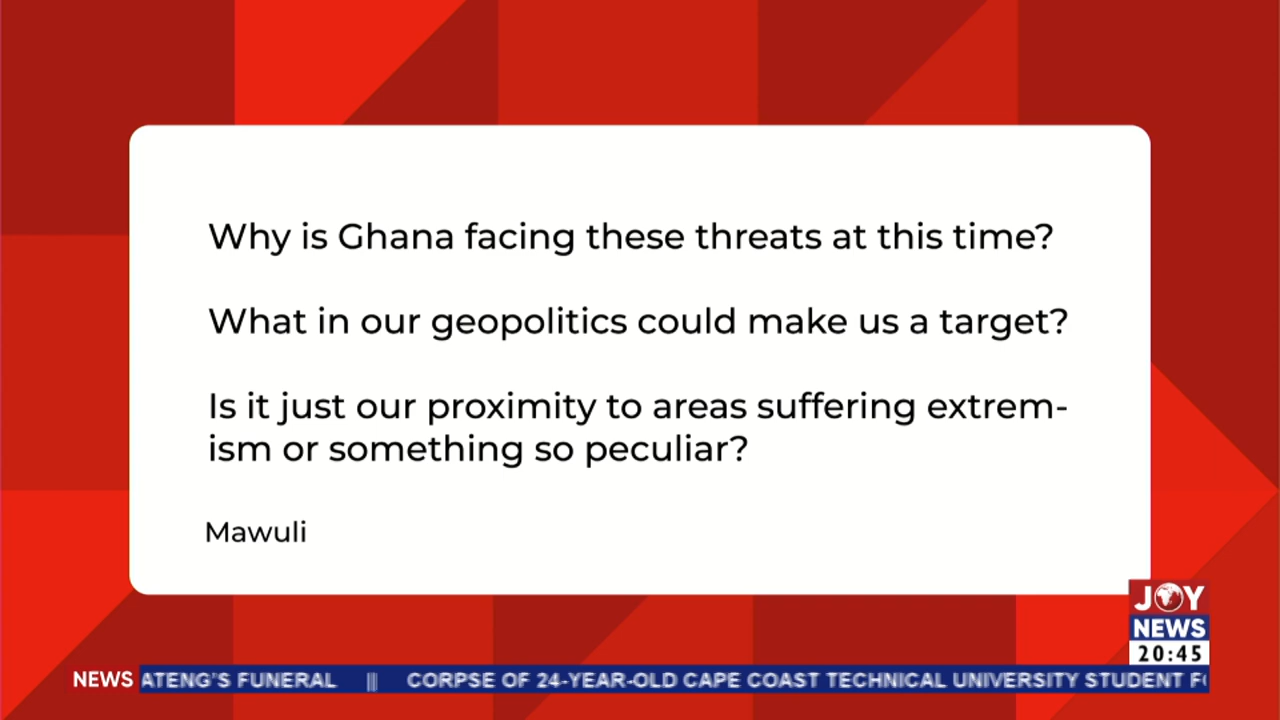 Why is Ghana facing these threats at this time?
What in our geopolitics could make us a target?
Is it just our proximity to areas suffering extrem-
ism or something so peculiar?
Mawuli
JOY
NEWS
20:45
NEWS ATENG'S FUNERAL ||| CORPSE OF 24-YEAR-OLD CAPE COAST TECHNICAL UNIVERSITY STUDENT